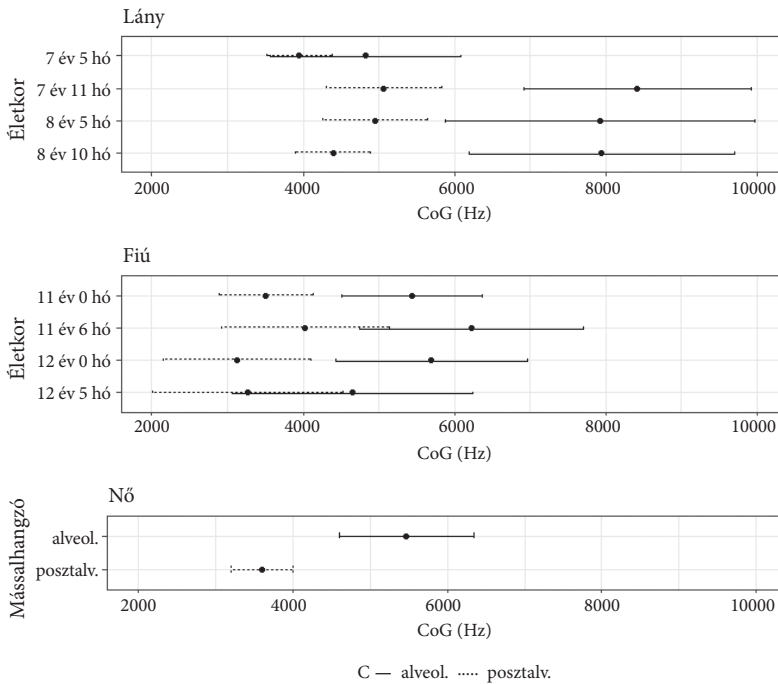 Lány
Életkor
7 év 5 hó
7 év 11 hó
8 év 5 hó
8 év 10 hó
2000 4000 6000 8000 10000
CoG (Hz)
Fiú
Életkor
11 év 0 hó
11 év 6 hó
12 év 0 hó
12 év 5 hó
2000 4000 6000 8000 10000
CoG (Hz)
Nő
Mássalhangzó
alveol.
posztalv.
2000 4000 6000 8000 10000
CoG (Hz)
C — alveol. ····· posztalv.